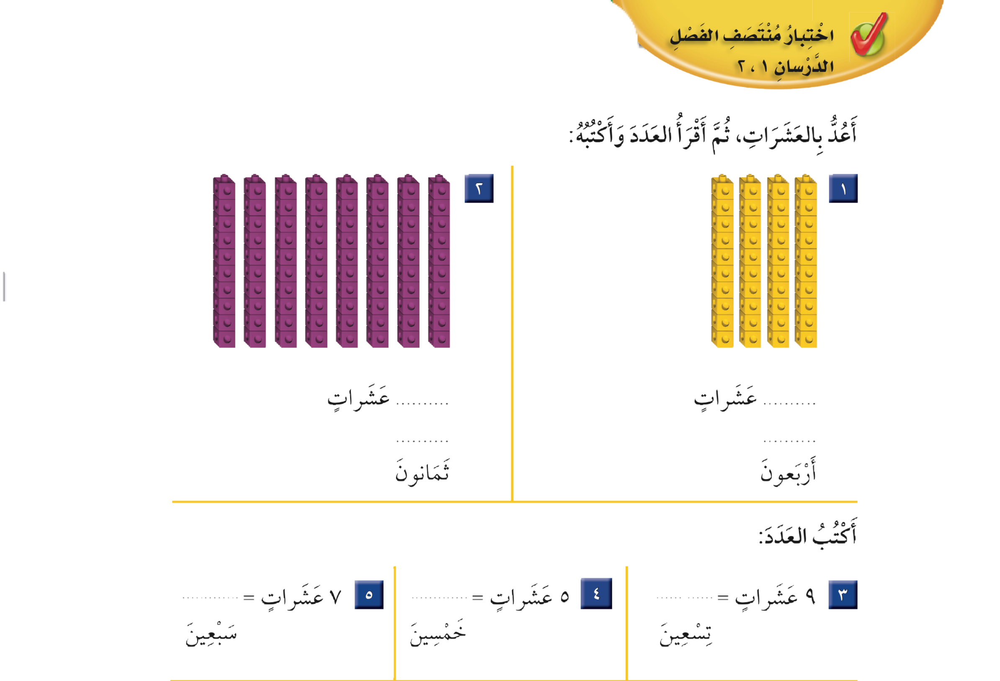 اخْتِبارُ مُنْتَصَفِ الفَصْلِ
الدَّرْسانِ ١ ، ٢
أَعُدُّ بِالعَشَرَاتِ، ثُمَّ أَقْرَأُ العَدَدَ وَأَكْتُبُهُ:
١
.......... عَشَراتٍ
..........
أَرْبَعونَ
٢
.......... عَشَراتٍ
..........
ثَمَانونَ
أَكْتُبُ العَدَدَ:
٣ ٩ عَشَراتٍ = ............
تِسْعِينَ
٤ ٥ عَشَراتٍ = ............
خَمْسِينَ
٥ ٧ عَشَراتٍ = ............
سَبْعِينَ